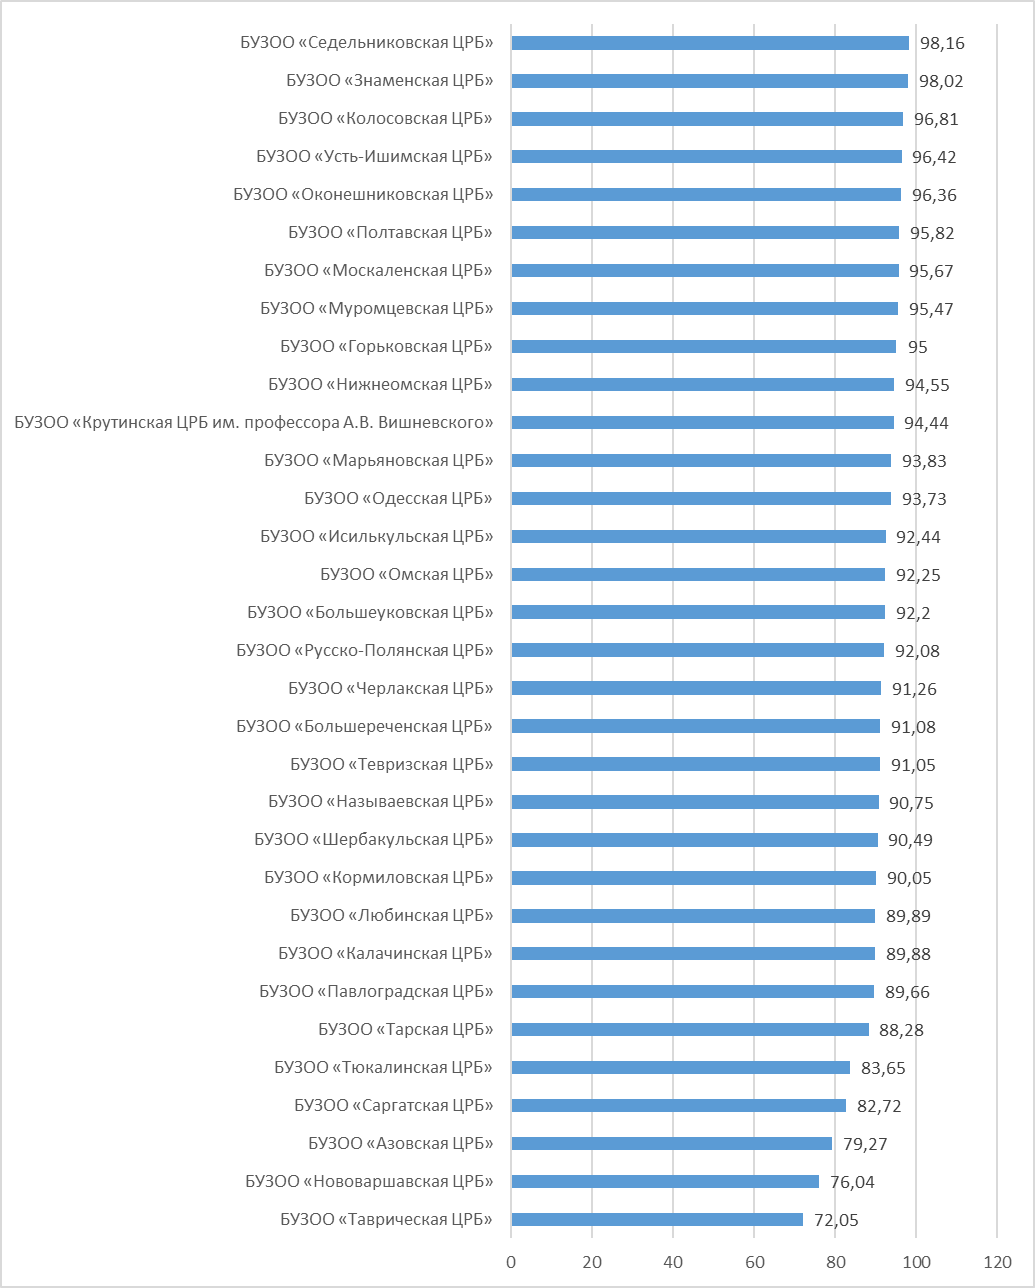 БУЗОО «Седельниковская ЦРБ» 98,16
БУЗОО «Знаменская ЦРБ» 98,02
БУЗОО «Колосовская ЦРБ» 96,81
БУЗОО «Усть-Ишимская ЦРБ» 96,42
БУЗОО «Оконешниковская ЦРБ» 96,36
БУЗОО «Полтавская ЦРБ» 95,82
БУЗОО «Москаленская ЦРБ» 95,67
БУЗОО «Муромцевская ЦРБ» 95,47
БУЗОО «Горьковская ЦРБ» 95
БУЗОО «Нижнеомская ЦРБ» 94,55
БУЗОО «Крутинская ЦРБ им. профессора А.В. Вишневского» 94,44
БУЗОО «Марьяновская ЦРБ» 93,83
БУЗОО «Одесская ЦРБ» 93,73
БУЗОО «Исилькульская ЦРБ» 92,44
БУЗОО «Омская ЦРБ» 92,25
БУЗОО «Большеуковская ЦРБ» 92,2
БУЗОО «Русско-Полянская ЦРБ» 92,08
БУЗОО «Черлакская ЦРБ» 91,26
БУЗОО «Большереченская ЦРБ» 91,08
БУЗОО «Тевризская ЦРБ» 91,05
БУЗОО «Называевская ЦРБ» 90,75
БУЗОО «Шербакульская ЦРБ» 90,49
БУЗОО «Кормиловская ЦРБ» 90,05
БУЗОО «Любинская ЦРБ» 89,89
БУЗОО «Калачинская ЦРБ» 89,88
БУЗОО «Павлоградская ЦРБ» 89,66
БУЗОО «Тарская ЦРБ» 88,28
БУЗОО «Тюкалинская ЦРБ» 83,65
БУЗОО «Саргатская ЦРБ» 82,72
БУЗОО «Азовская ЦРБ» 79,27
БУЗОО «Нововаршавская ЦРБ» 76,04
БУЗОО «Таврическая ЦРБ» 72,05
0 20 40 60 80 100 120